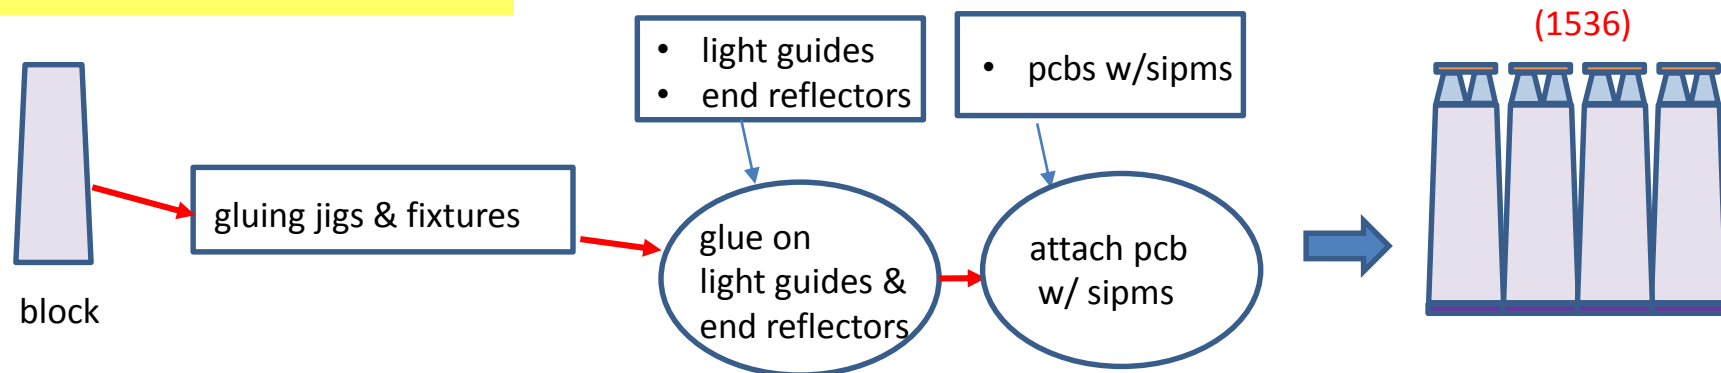 block
gluing jigs & fixtures
• light guides
• end reflectors
glue on
light guides &
end reflectors
• pcbs w/sipms
attach pcb
w/ sipms
(1536)